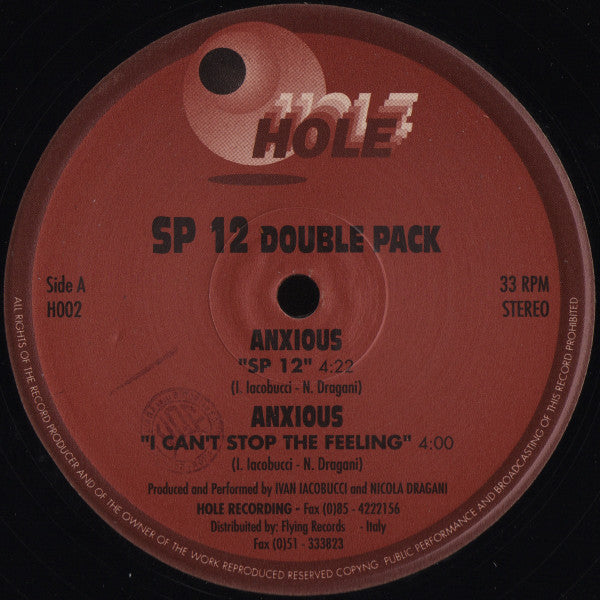 HOLE
SP 12 DOUBLE PACK
Side A
H002
33 RPM
STEREO
ANXIOUS
"SP 12" 4:22
(I. Iacobucci - N. Dragani)
ANXIOUS
"I CAN'T STOP THE FEELING" 4:00
(I. Iacobucci - N. Dragani)
Produced and Performed by IVAN IACOBUCCI and NICOLA DRAGANI
HOLE RECORDING - Fax (0)85 - 4222156
Distribuited by: Flying Records - Italy
Fax (0)51 - 333823
ALL RIGHTS OF THE RECORD PRODUCER AND OF THE OWNER OF THE WORK REPRODUCED RESERVED COPYNG PUBLIC PERFORMANCE AND BROADCASTING OF THIS RECORD PROHIBITED